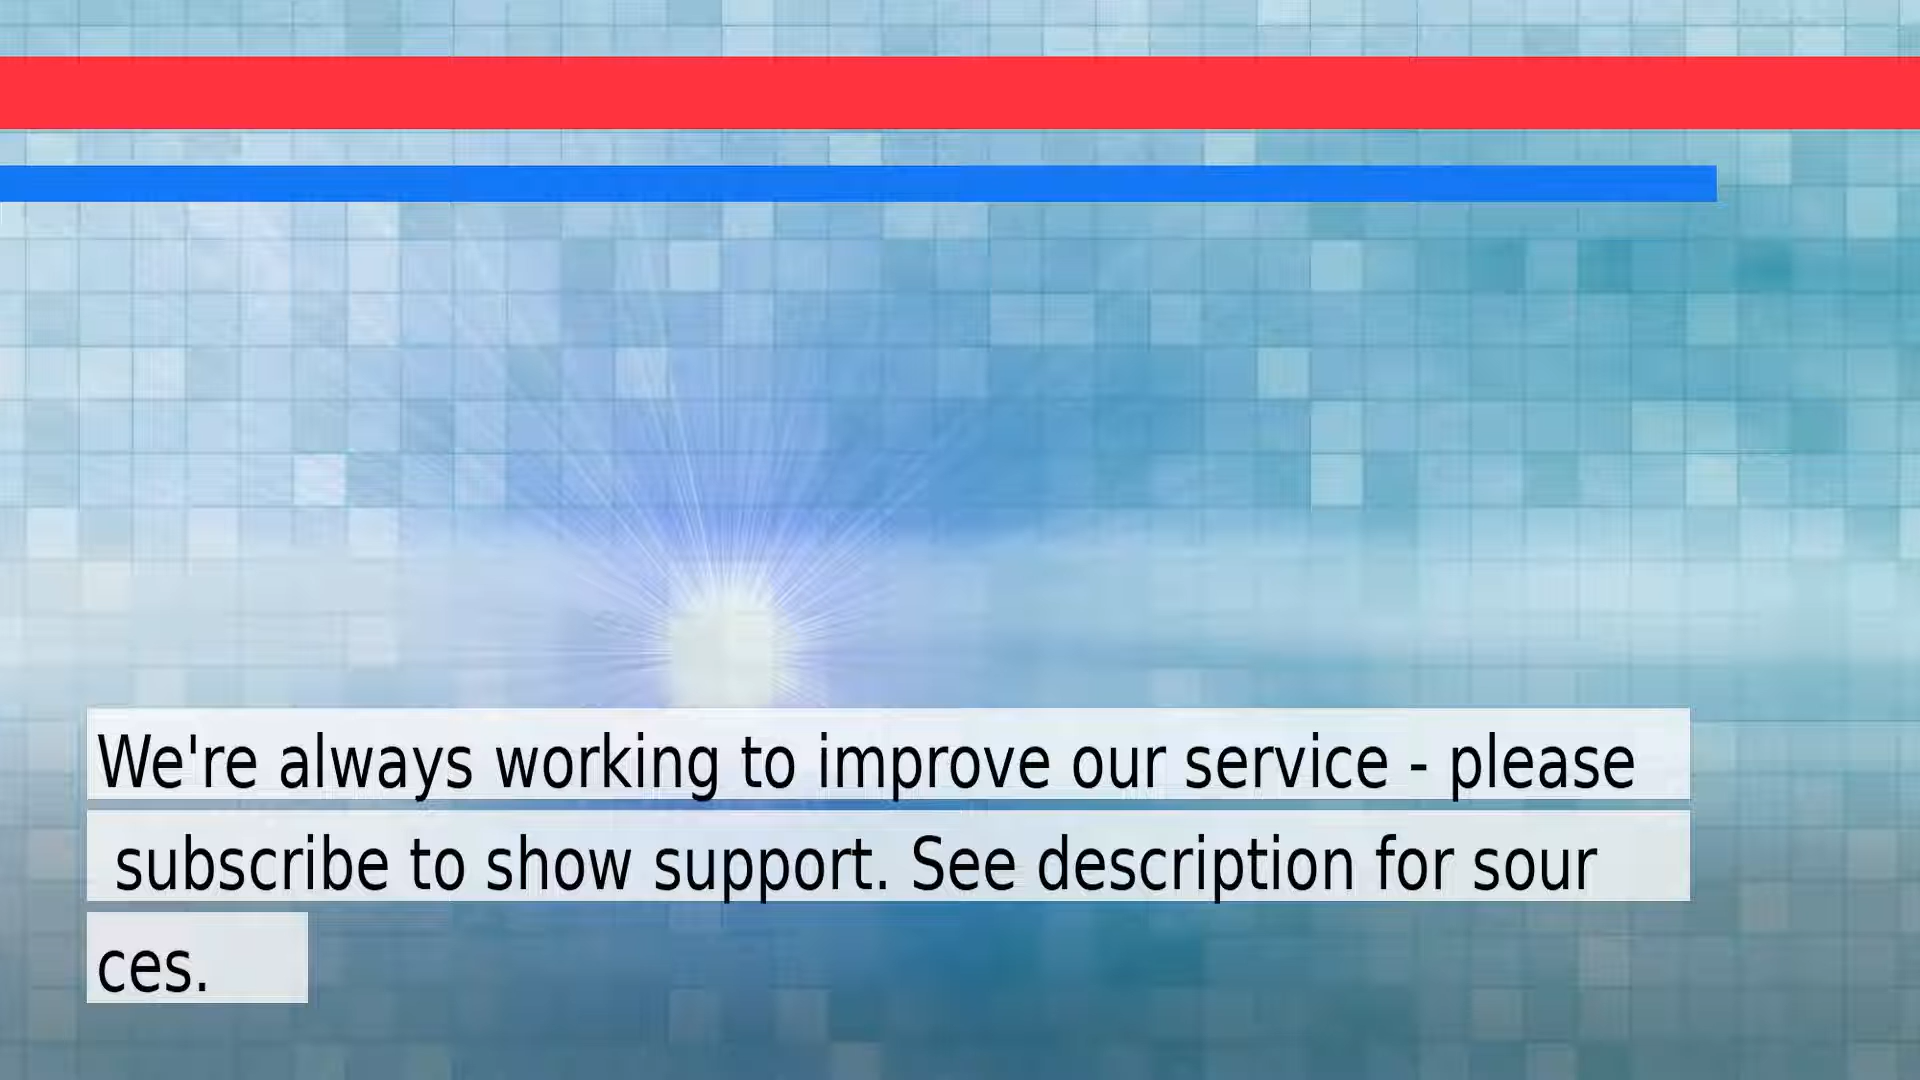 We're always working to improve our service - please
subscribe to show support. See description for sour
ces.